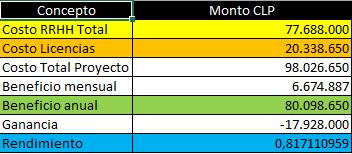 Concepto Monto CLP
Costo RRHH Total 77.688.000
Costo Licencias 20.338.650
Costo Total Proyecto 98.026.650
Beneficio mensual 6.674.887
Beneficio anual 80.098.650
Ganancia -17.928.000
Rendimiento 0,817110959